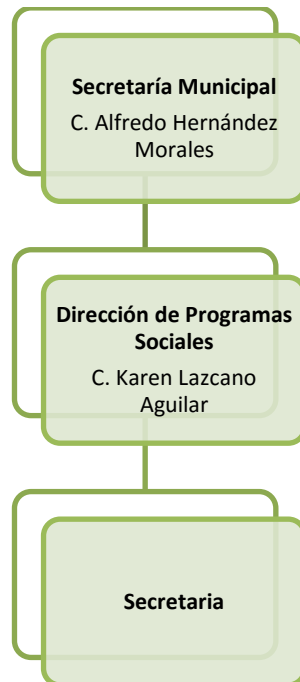 Secretaría Municipal
C. Alfredo Hernández
Morales
Dirección de Programas
Sociales
C. Karen Lazcano
Aguilar
Secretaria